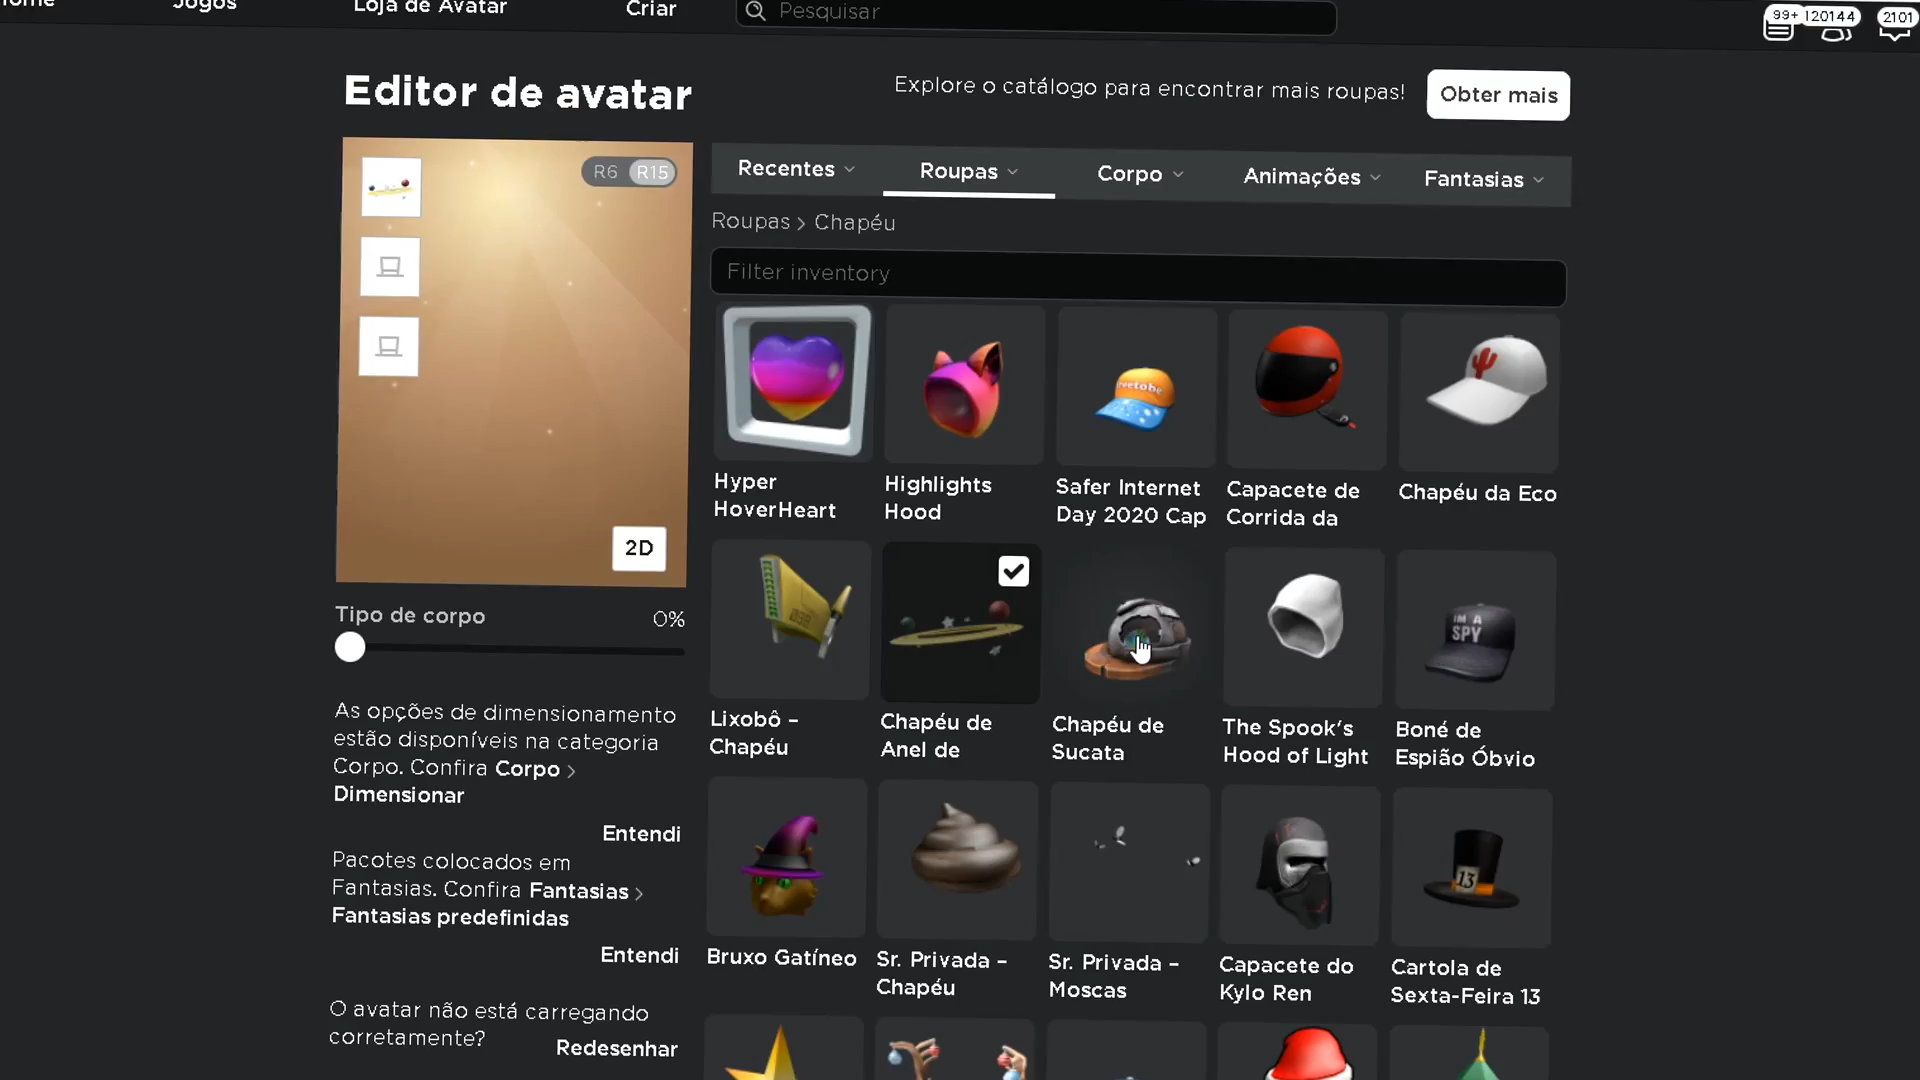 Home
Jogos
Loja de Avatar
Criar
Pesquisar
99+
120144
2101
Editor de avatar
Explore o catálogo para encontrar mais roupas!
Obter mais
R6
R15
2D
Recentes
Roupas
Corpo
Animações
Fantasias
Roupas > Chapéu
Filter inventory
Hyper
HoverHeart
Highlights
Hood
Safer Internet
Day 2020 Cap
Capacete de
Corrida da
Chapéu da Eco
IM A
SPY
Lixobô –
Chapéu
Chapéu de
Anel de
Chapéu de
Sucata
The Spook's
Hood of Light
Boné de
Espião Óbvio
13
Bruxo Gatíneo
Sr. Privada –
Chapéu
Sr. Privada –
Moscas
Capacete do
Kylo Ren
Cartola de
Sexta-Feira 13
Tipo de corpo
0%
As opções de dimensionamento
estão disponíveis na categoria
Corpo. Confira Corpo >
Dimensionar
Entendi
Pacotes colocados em
Fantasias. Confira Fantasias >
Fantasias predefinidas
Entendi
O avatar não está carregando
corretamente?
Redesenhar